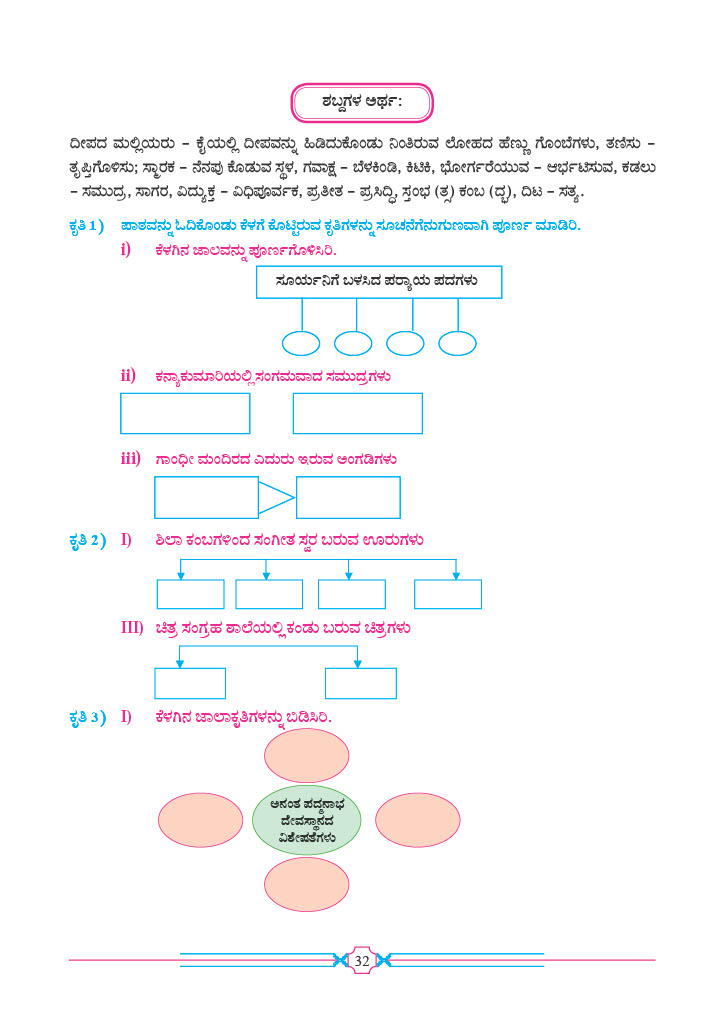 ಶಬ್ದಗಳ ಅರ್ಥ:
ದೀಪದ ಮಲ್ಲಿಯರು – ಕೈಯಲ್ಲಿ ದೀಪವನ್ನು ಹಿಡಿದುಕೊಂಡು ನಿಂತಿರುವ ಲೋಹದ ಹೆಣ್ಣು ಗೊಂಬೆಗಳು, ತಣಿಸು –
ತೃಪ್ತಿಗೊಳಿಸು; ಸ್ಮಾರಕ – ನೆನಪು ಕೊಡುವ ಸ್ಥಳ, ಗವಾಕ್ಷ – ಬೆಳಕಿಂಡಿ, ಕಿಟಿಕಿ, ಭೋರ್ಗರೆಯುವ – ಆರ್ಭಟಿಸುವ, ಕಡಲು
– ಸಮುದ್ರ, ಸಾಗರ, ವಿದ್ಯುಕ್ತ – ವಿಧಿಪೂರ್ವಕ, ಪ್ರತೀತ – ಪ್ರಸಿದ್ಧಿ, ಸ್ತಂಭ (ತ್ಸ) ಕಂಬ (ದ್ಭ), ದಿಟ – ಸತ್ಯ.
ಕೃತಿ 1) ಪಾಠವನ್ನು ಓದಿಕೊಂಡು ಕೆಳಗೆ ಕೊಟ್ಟಿರುವ ಕೃತಿಗಳನ್ನು ಸೂಚನೆಗೆನುಗುಣವಾಗಿ ಪೂರ್ಣ ಮಾಡಿರಿ.
i) ಕೆಳಗಿನ ಜಾಲವನ್ನು ಪೂರ್ಣಗೊಳಿಸಿರಿ.
ಸೂರ್ಯನಿಗೆ ಬಳಸಿದ ಪರ್‍ಯಾಯ ಪದಗಳು
ii) ಕನ್ಯಾಕುಮಾರಿಯಲ್ಲಿ ಸಂಗಮವಾದ ಸಮುದ್ರಗಳು
iii) ಗಾಂಧೀ ಮಂದಿರದ ಎದುರು ಇರುವ ಅಂಗಡಿಗಳು
ಕೃತಿ 2) I) ಶಿಲಾ ಕಂಬಗಳಿಂದ ಸಂಗೀತ ಸ್ವರ ಬರುವ ಊರುಗಳು
III) ಚಿತ್ರ ಸಂಗ್ರಹ ಶಾಲೆಯಲ್ಲಿ ಕಂಡು ಬರುವ ಚಿತ್ರಗಳು
ಕೃತಿ 3) I) ಕೆಳಗಿನ ಜಾಲಾಕೃತಿಗಳನ್ನು ಬಿಡಿಸಿರಿ.
ಅನಂತ ಪದ್ಮನಾಭ
ದೇವಸ್ಥಾನದ
ವಿಶೇಷತೆಗಳು
32